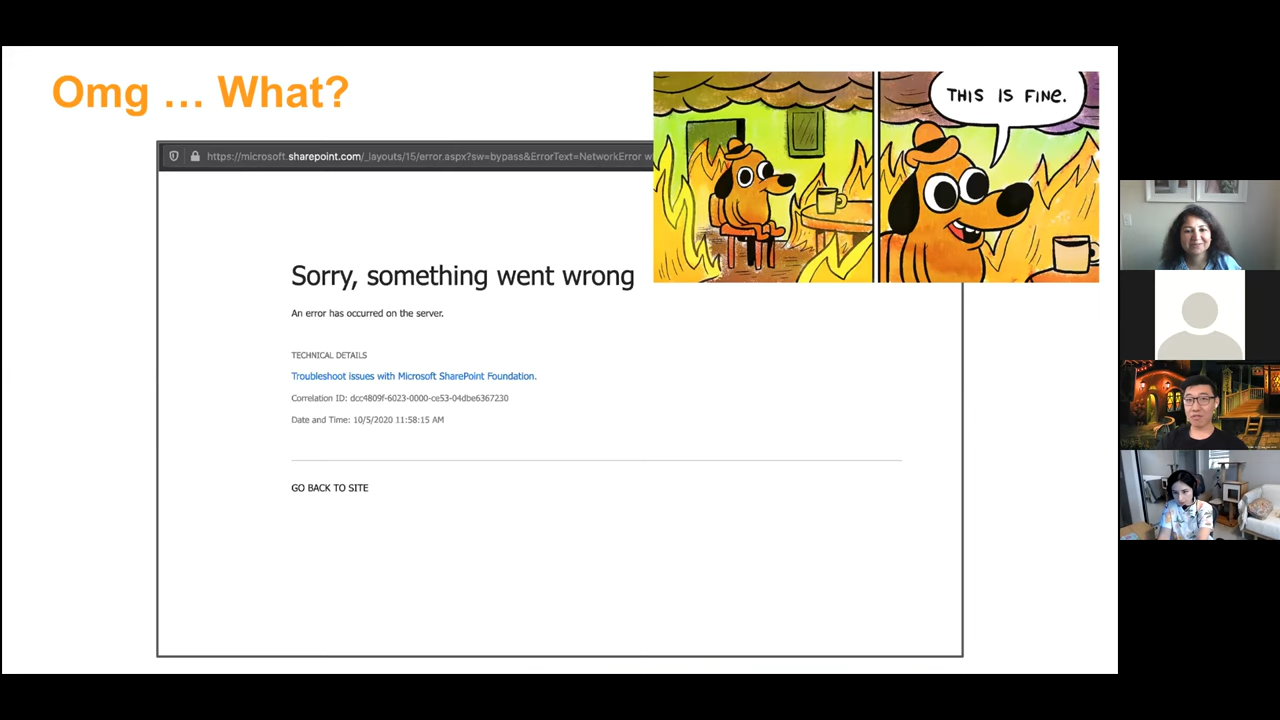 Omg … What?
THIS IS FINE.
https://microsoft.sharepoint.com/_layouts/15/error.aspx?sw=bypass&ErrorText=NetworkError
Sorry, something went wrong
An error has occurred on the server.
TECHNICAL DETAILS
Troubleshoot issues with Microsoft SharePoint Foundation.
Correlation ID: dcc4809f-6023-0000-ce53-04dbe6367230
Date and Time: 10/5/2020 11:58:15 AM
GO BACK TO SITE